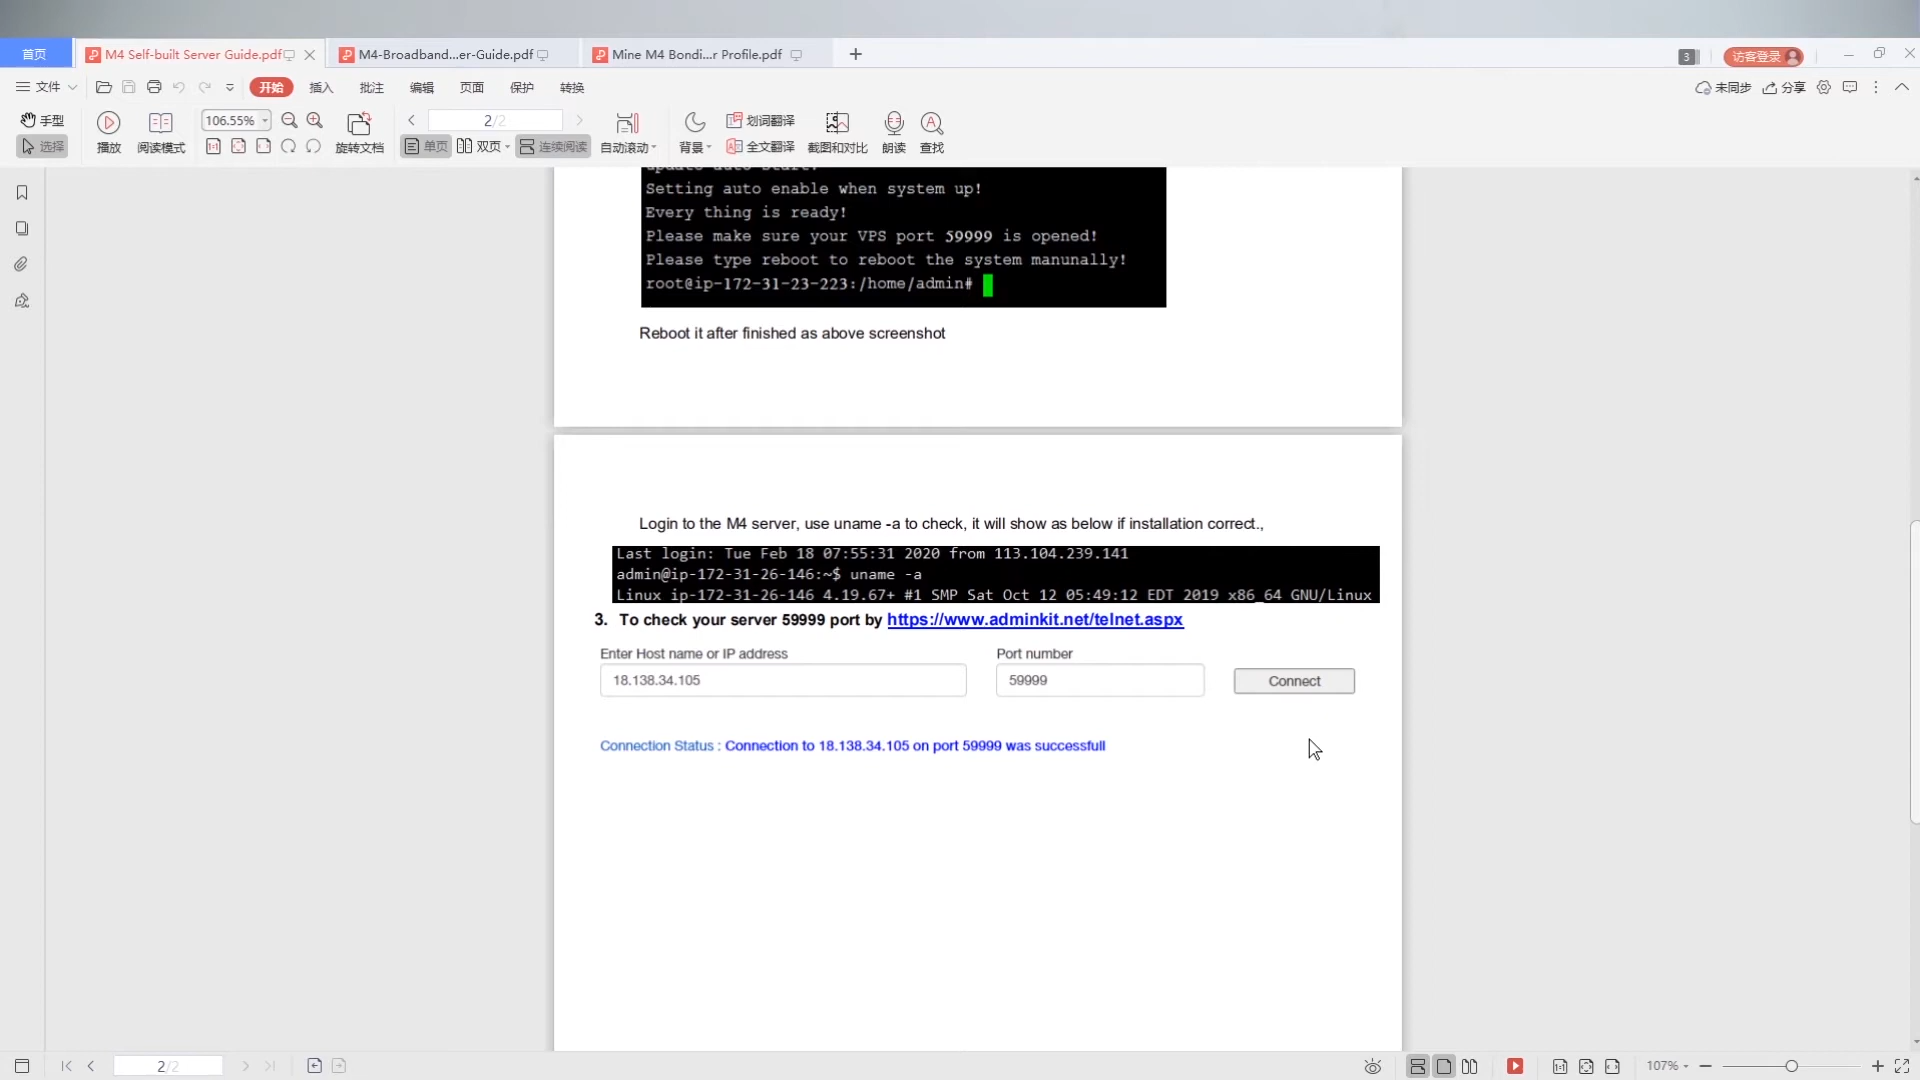 首页
M4 Self-built Server Guide.pdf
M4-Broadband...er-Guide.pdf
Mine M4 Bondi...r Profile.pdf
3
访客登录
文件
开始
插入
批注
编辑
页面
保护
转换
未同步
分享
手型
选择
播放
阅读模式
106.55%
旋转文档
2/2
单页
双页
连续阅读
自动滚动
背景
划词翻译
全文翻译
截图和对比
朗读
查找
update auto start!
Setting auto enable when system up!
Every thing is ready!
Please make sure your VPS port 59999 is opened!
Please type reboot to reboot the system manunally!
root@ip-172-31-23-223:/home/admin#
Reboot it after finished as above screenshot
Login to the M4 server, use uname -a to check, it will show as below if installation correct.,
Last login: Tue Feb 18 07:55:31 2020 from 113.104.239.141
admin@ip-172-31-26-146:~$ uname -a
Linux ip-172-31-26-146 4.19.67+ #1 SMP Sat Oct 12 05:49:12 EDT 2019 x86_64 GNU/Linux
3. To check your server 59999 port by https://www.adminkit.net/telnet.aspx
Enter Host name or IP address
Port number
18.138.34.105
59999
Connect
Connection Status : Connection to 18.138.34.105 on port 59999 was successfull
2/2
107%